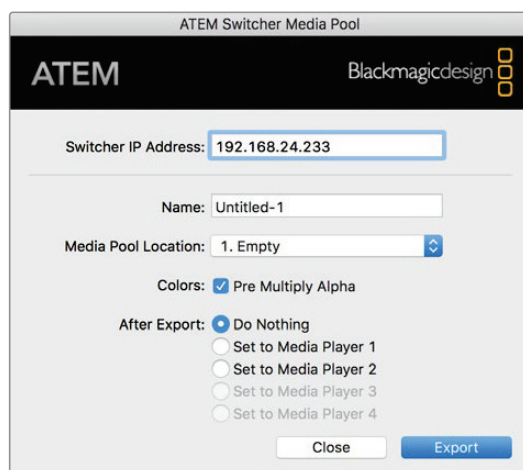 ATEM Switcher Media Pool
ATEM
Blackmagicdesign
Switcher IP Address: 192.168.24.233
Name: Untitled-1
Media Pool Location: 1. Empty
Colors: Pre Multiply Alpha
After Export: Do Nothing
Set to Media Player 1
Set to Media Player 2
Set to Media Player 3
Set to Media Player 4
Close Export